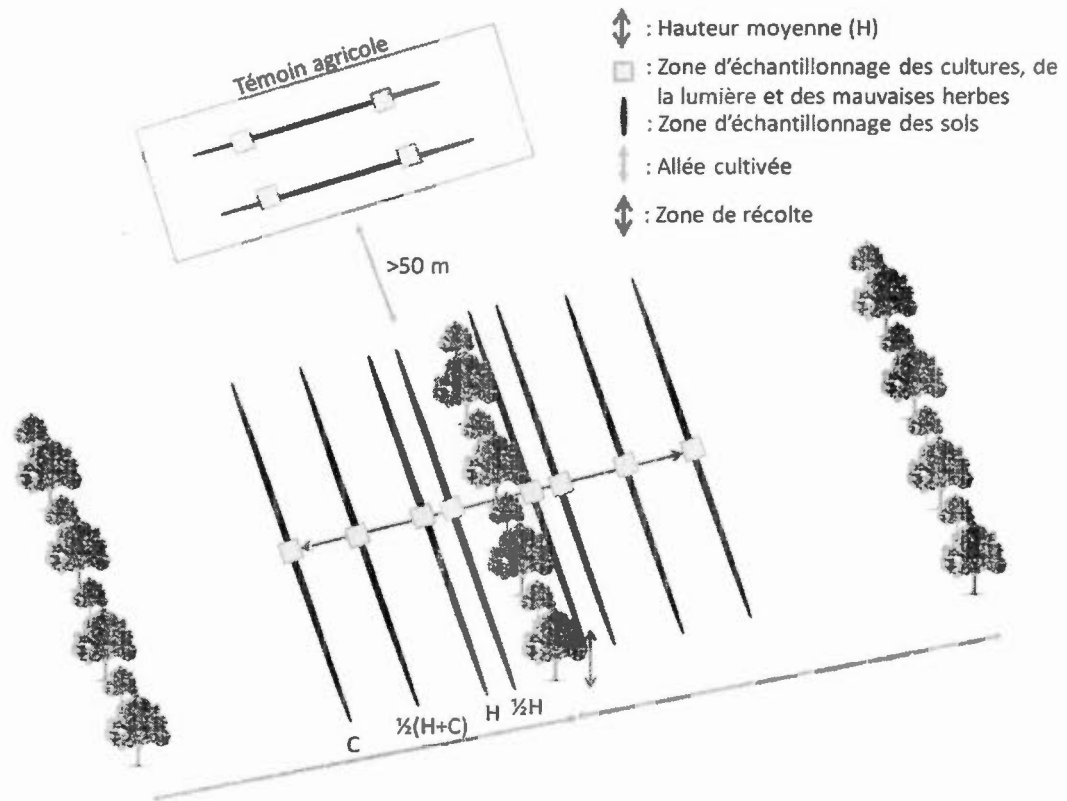 : Hauteur moyenne (H)
: Zone d'échantillonnage des cultures, de
la lumière et des mauvaises herbes
: Zone d'échantillonnage des sols
: Allée cultivée
: Zone de récolte
Témoin agricole
>50 m
C
½(H+C)
H
½H